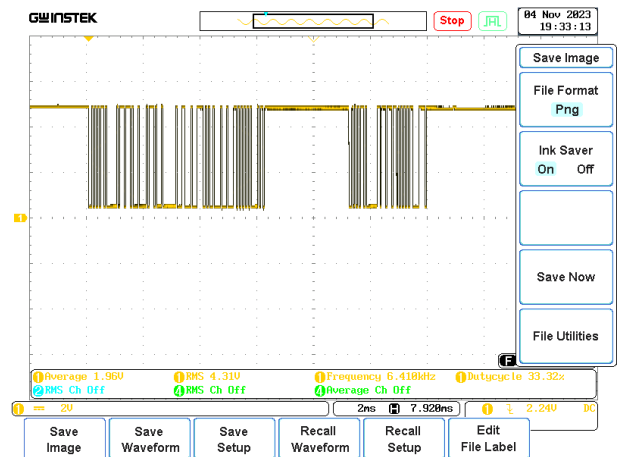 GWINSTEK
Stop
04 Nov 2023
19:33:13
Save Image
File Format
Png
Ink Saver
On Off
Save Now
File Utilities
1
F
1 Average 1.96V 1 RMS 4.31V 1 Frequency 6.410kHz 1 Dutycycle 33.32%
2 RMS Ch Off 4 RMS Ch Off 4 Average Ch Off
1 2V 2ms H 7.920ms 1 2.24V DC
Save Image
Save Waveform
Save Setup
Recall Waveform
Recall Setup
Edit File Label